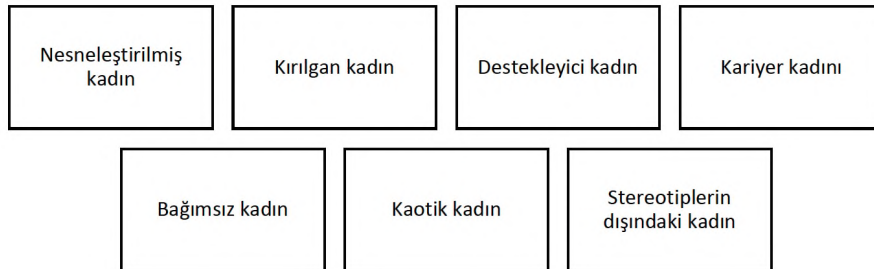 Nesneleştirilmiş
kadın
Kırılgan kadın
Destekleyici kadın
Kariyer kadını
Bağımsız kadın
Kaotik kadın
Stereotiplerin
dışındaki kadın